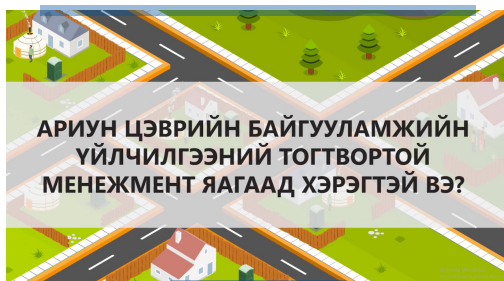 АРИУН ЦЭВРИЙН БАЙГУУЛАМЖИЙН
ҮЙЛЧИЛГЭЭНИЙ ТОГТВОРТОЙ
МЕНЕЖМЕНТ ЯАГААД ХЭРЭГТЭЙ ВЭ?